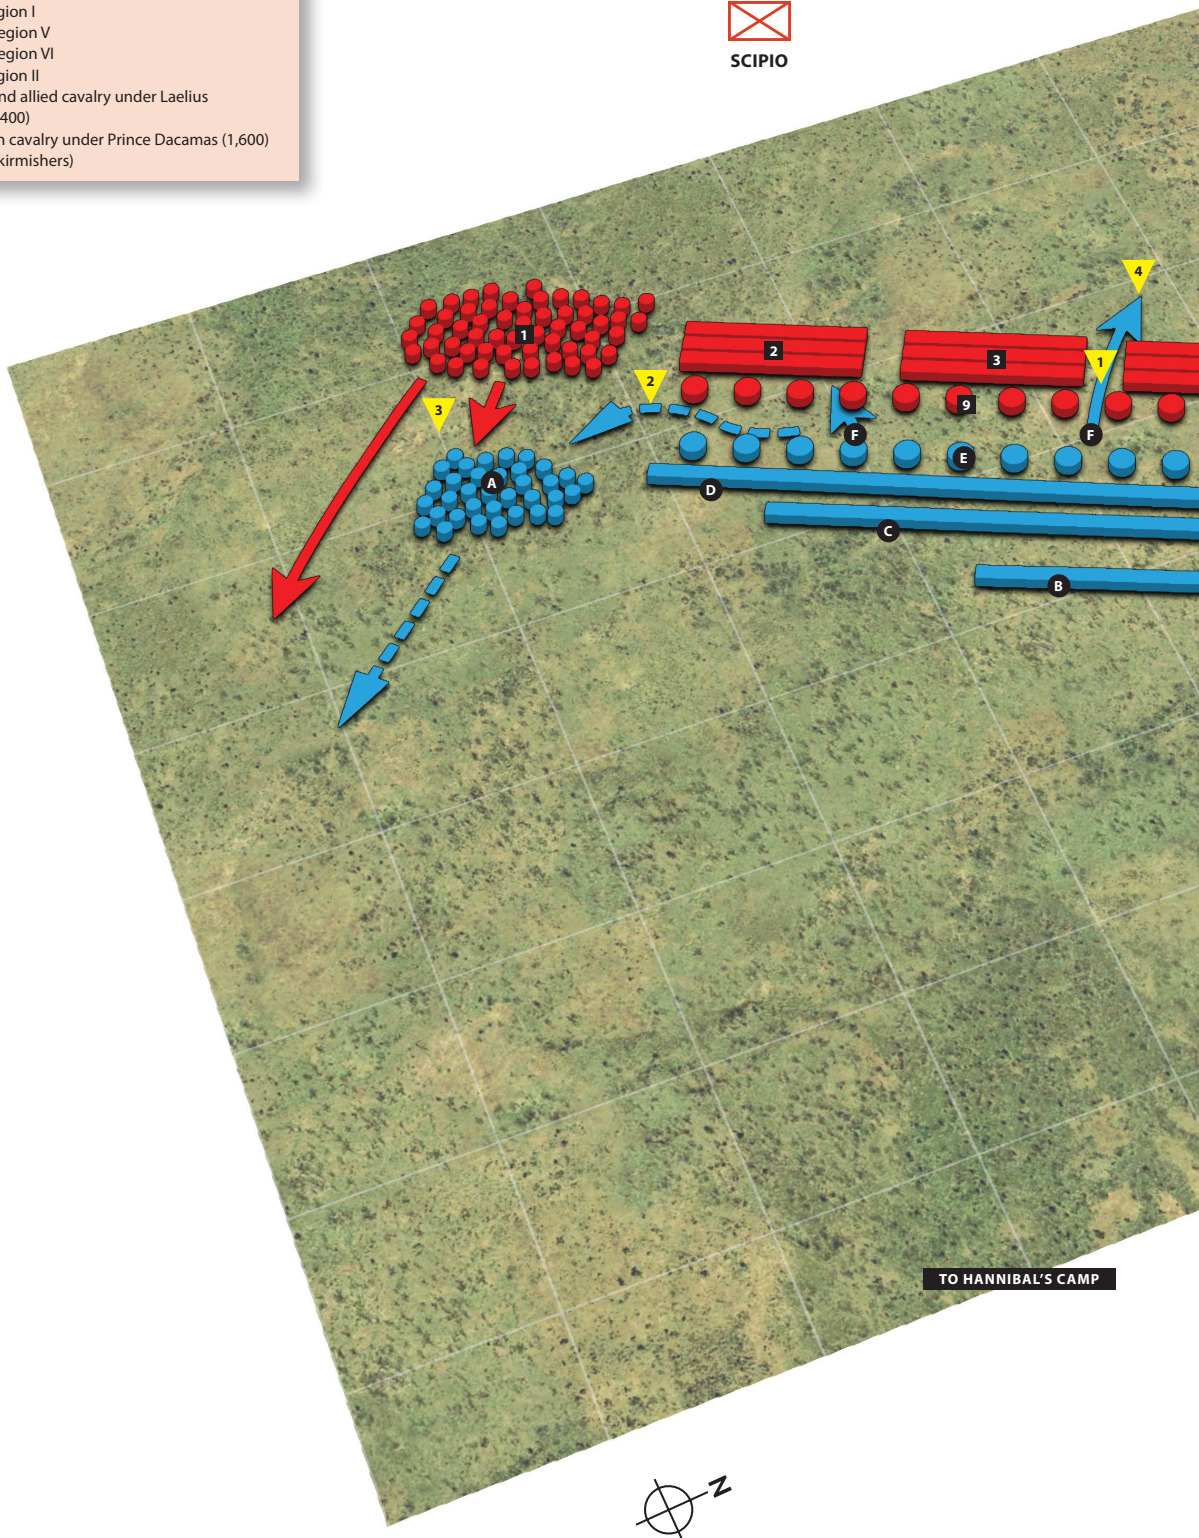 gion I
egion V
egion VI
gion II
nd allied cavalry under Laelius
400)
n cavalry under Prince Dacamas (1,600)
kirmishers)
SCIPIO
4
1
2
3
1
2
3
9
F
F
E
A
D
C
B
TO HANNIBAL'S CAMP
N